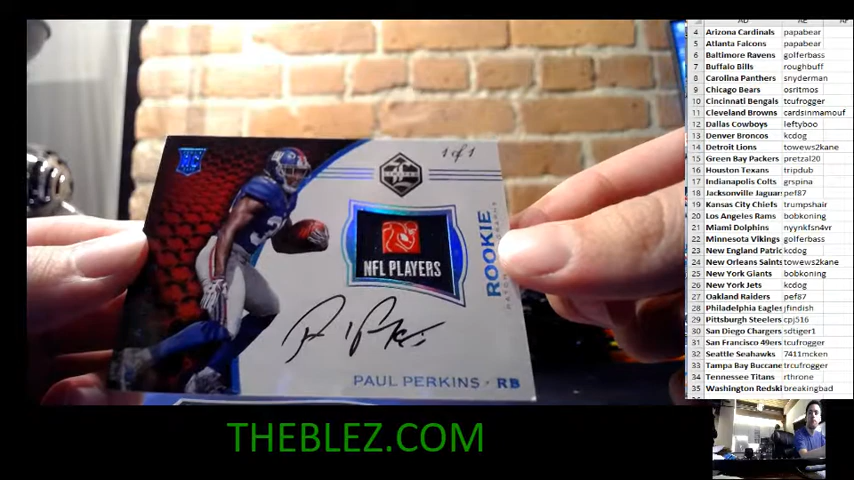 AD AE AF
4 Arizona Cardinals papabear
5 Atlanta Falcons papabear
6 Baltimore Ravens golferbass
7 Buffalo Bills roughbuff
8 Carolina Panthers snyderman
9 Chicago Bears osritmos
10 Cincinnati Bengals tcufrogger
11 Cleveland Browns cardsinmamouf
12 Dallas Cowboys leftyboo
13 Denver Broncos kcdog
14 Detroit Lions towews2kane
15 Green Bay Packers pretzal20
16 Houston Texans tripdub
17 Indianapolis Colts grspina
18 Jacksonville Jaguar pef87
19 Kansas City Chiefs trumpshair
20 Los Angeles Rams bobkoning
21 Miami Dolphins nyynkfsn4vr
22 Minnesota Vikings golferbass
23 New England Patri kcdog
24 New Orleans Saints towews2kane
25 New York Giants bobkoning
26 New York Jets kcdog
27 Oakland Raiders pef87
28 Philadelphia Eagles jfindish
29 Pittsburgh Steelers cpj516
30 San Diego Chargers sdtiger1
31 San Francisco 49ers tcufrogger
32 Seattle Seahawks 7411mcken
33 Tampa Bay Buccane trcufrogger
34 Tennessee Titans rthrone
35 Washington Redski breakingbad
RC
1 of 1
LIMITED
NFL PLAYERS
ROOKIE
PAUL PERKINS · RB
THEBLEZ.COM